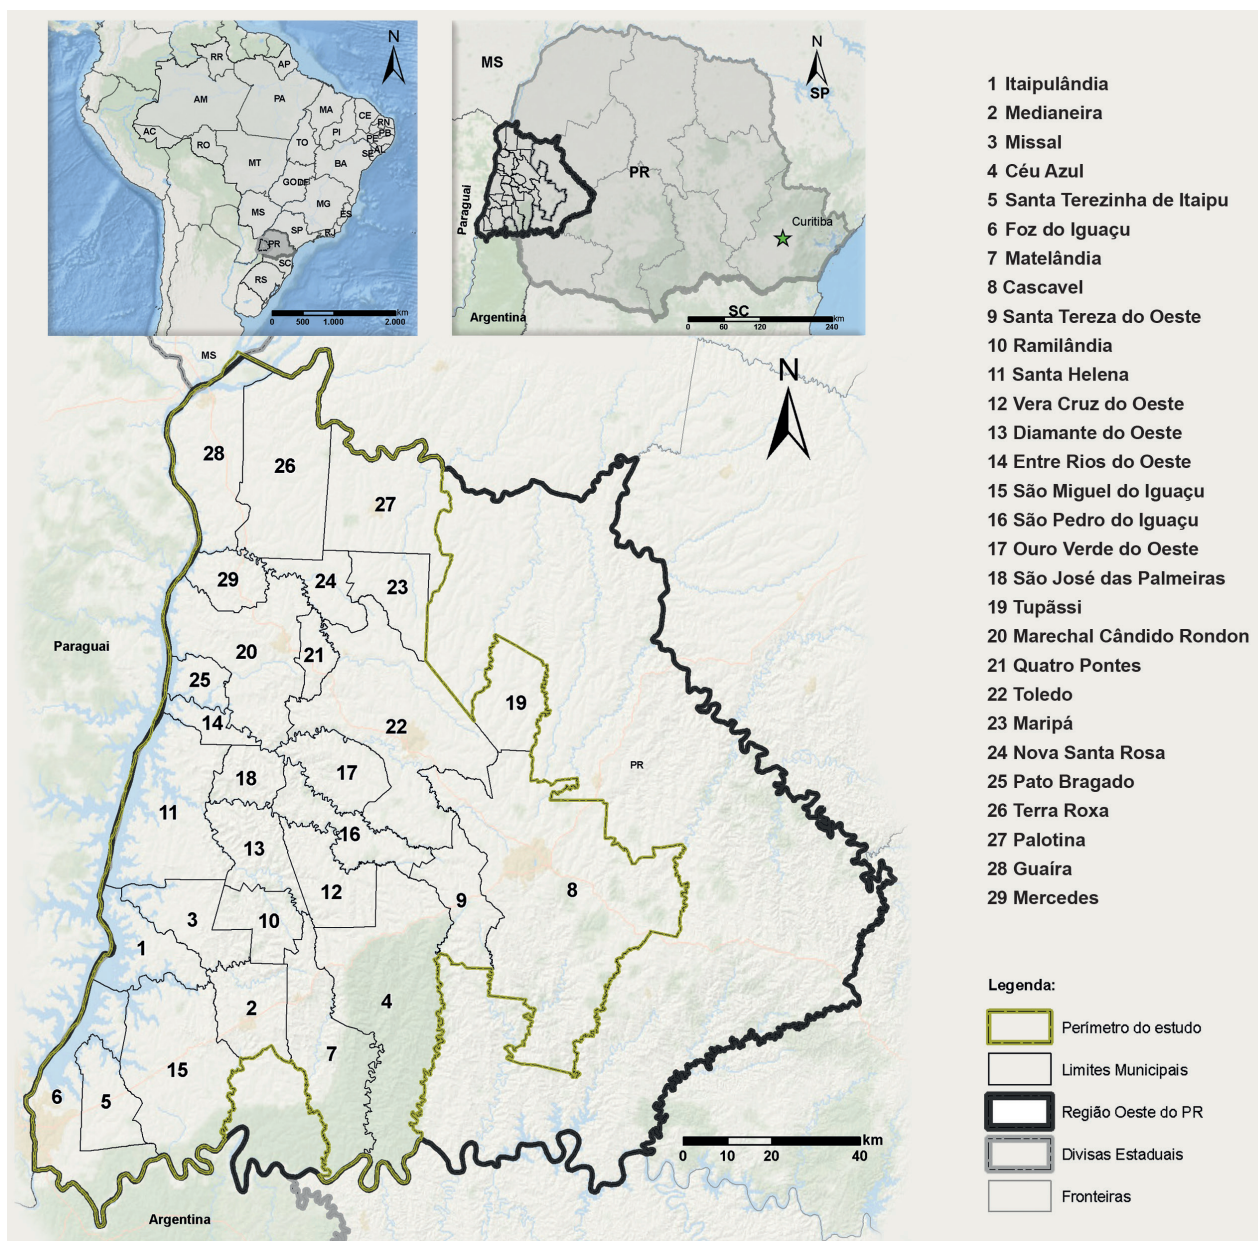 RR
AP
AM
PA
MA
CE
RN
PB
PE
AL
SE
PI
AC
RO
TO
BA
MT
GO
DF
MG
ES
MS
SP
RJ
PR
SC
RS
N
0 500 1.000 2.000
km
MS
N
SP
PR
Paraguai
Curitiba
Argentina
SC
0 60 120 240
km
MS
N
28
26
27
29
24
23
Paraguai
20
21
25
14
19
22
PR
18
17
11
16
13
12
8
9
3
10
1
2
4
7
15
6
5
km
0 10 20 40
Argentina
1 Itaipulândia
2 Medianeira
3 Missal
4 Céu Azul
5 Santa Terezinha de Itaipu
6 Foz do Iguaçu
7 Matelândia
8 Cascavel
9 Santa Tereza do Oeste
10 Ramilândia
11 Santa Helena
12 Vera Cruz do Oeste
13 Diamante do Oeste
14 Entre Rios do Oeste
15 São Miguel do Iguaçu
16 São Pedro do Iguaçu
17 Ouro Verde do Oeste
18 São José das Palmeiras
19 Tupãssi
20 Marechal Cândido Rondon
21 Quatro Pontes
22 Toledo
23 Maripá
24 Nova Santa Rosa
25 Pato Bragado
26 Terra Roxa
27 Palotina
28 Guaíra
29 Mercedes
Legenda:
Perímetro do estudo
Limites Municipais
Região Oeste do PR
Divisas Estaduais
Fronteiras